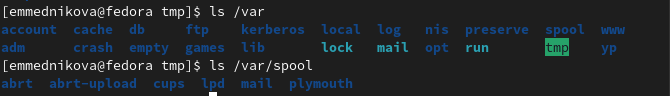 [emmednikova@fedora tmp]$ ls /var
account  cache  db     ftp    kerberos  local  log   nis  preserve  spool  www
adm      crash  empty  games  lib       lock   mail  opt  run       tmp    yp
[emmednikova@fedora tmp]$ ls /var/spool
abrt  abrt-upload  cups  lpd  mail  plymouth